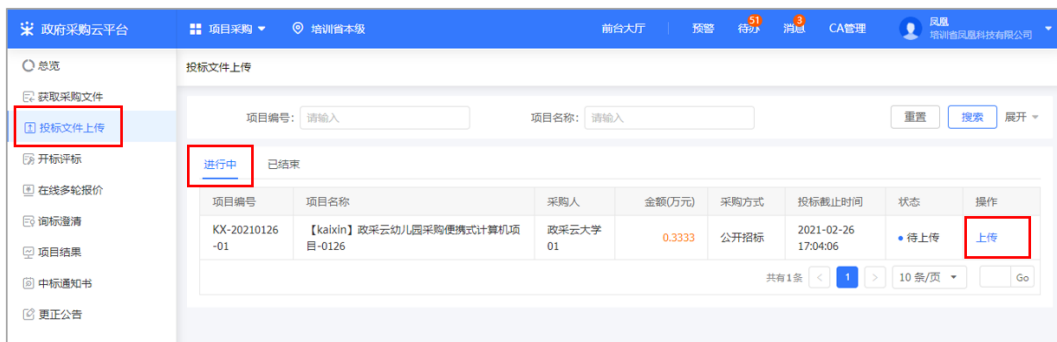 政府采购云平台
项目采购
培训省本级
前台大厅
预警
待办
51
消息
3
CA管理
凤凰
培训省凤凰科技有限公司
总览
获取采购文件
投标文件上传
开标评标
在线多轮报价
询标澄清
项目结果
中标通知书
更正公告
投标文件上传
项目编号： 请输入
项目名称： 请输入
重置
搜索
展开
进行中
已结束
项目编号 项目名称 采购人 金额(万元) 采购方式 投标截止时间 状态 操作
KX-20210126 【kaixin】政采云幼儿园采购便携式计算机项 政采云大学 0.3333 公开招标 2021-02-26 待上传 上传
-01 目-0126 01 17:04:06
共有1条 < 1 > 10 条/页 Go